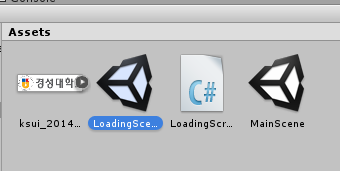 Console
Assets
경성대학
C#
ksui_2014...
LoadingSce...
LoadingScr...
MainScene